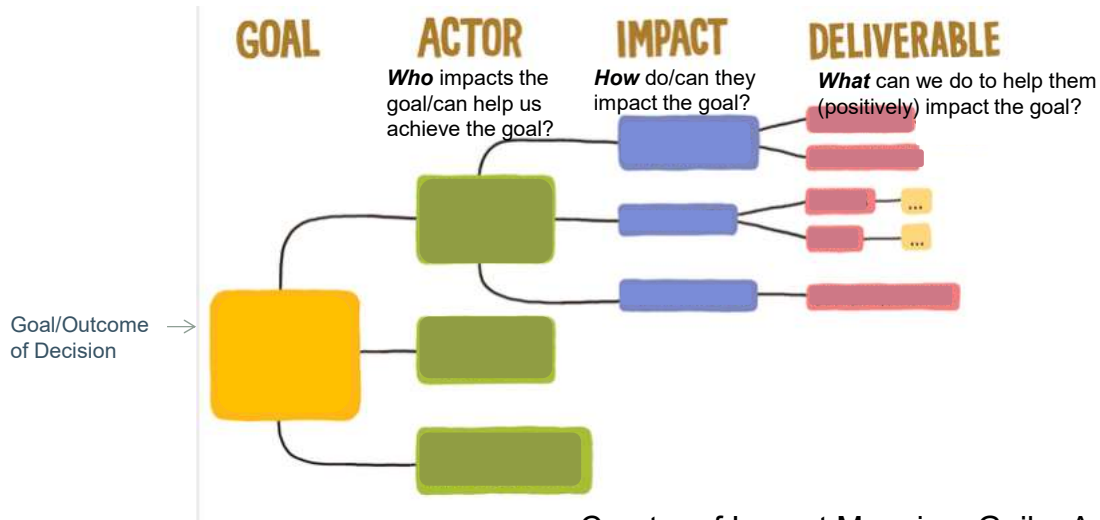 GOAL
ACTOR
IMPACT
DELIVERABLE
Who impacts the
goal/can help us
achieve the goal?
How do/can they
impact the goal?
What can we do to help them
(positively) impact the goal?
...
...
Goal/Outcome
of Decision